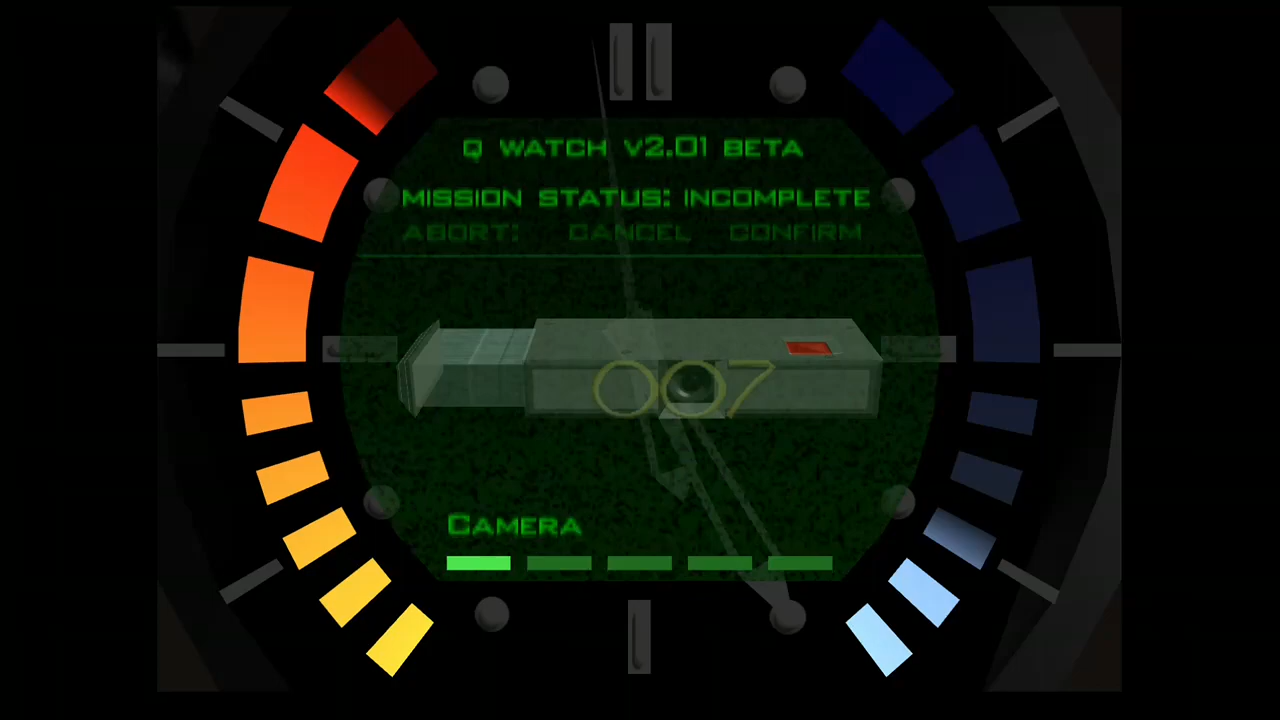 Q WATCH v2.01 BETA
MISSION STATUS: INCOMPLETE
ABORT: CANCEL CONFIRM
007
CAMERA